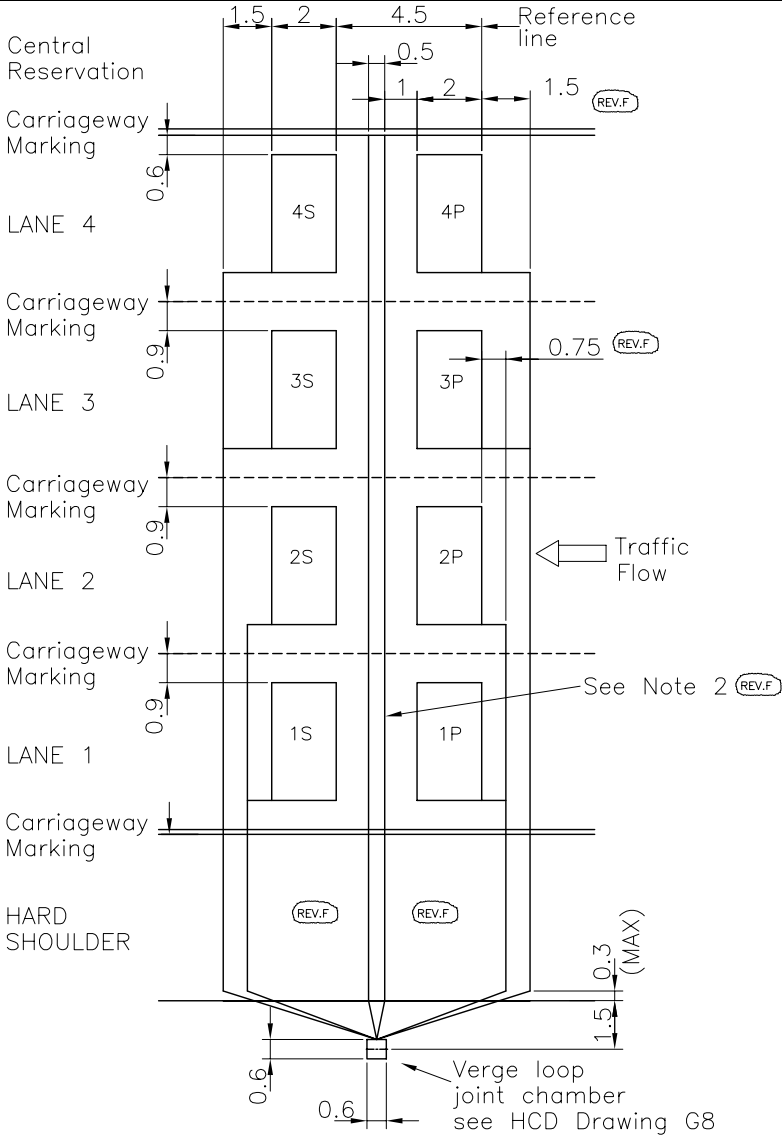 1.5 2 4.5 Reference
line
Central
Reservation
0.5
1 2 1.5 REV.F
Carriageway
Marking
0.6
4S 4P
LANE 4
Carriageway
Marking
0.9
0.75 REV.F
3S 3P
LANE 3
Carriageway
Marking
0.9
2S 2P
Traffic
Flow
LANE 2
Carriageway
Marking
0.9
See Note 2 REV.F
1S 1P
LANE 1
Carriageway
Marking
REV.F REV.F
HARD
SHOULDER
0.3
(MAX)
1.5
0.6
0.6
Verge loop
joint chamber
see HCD Drawing G8